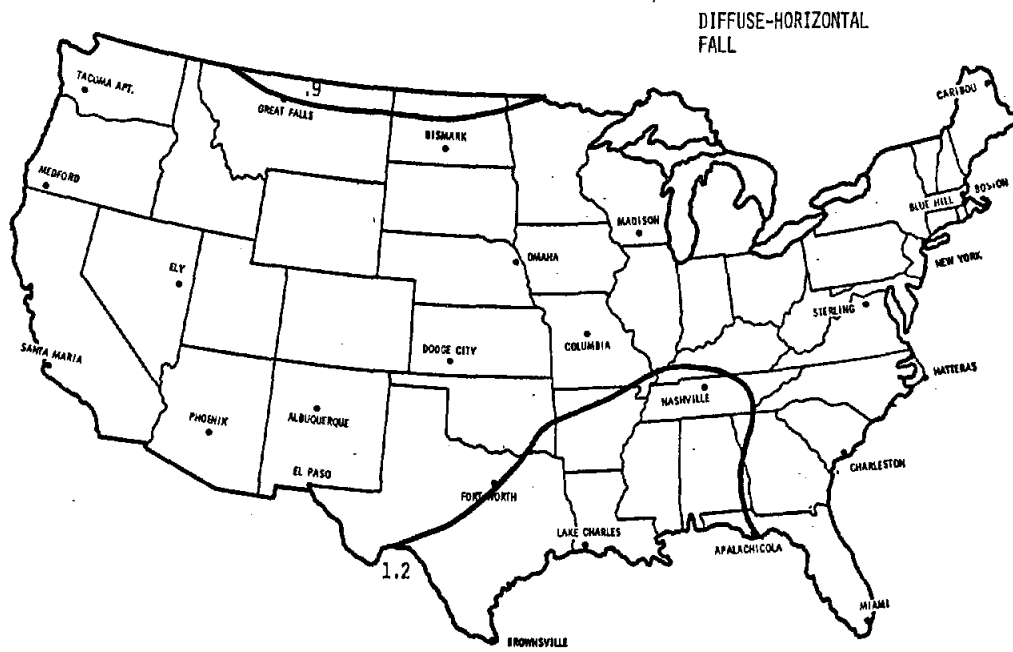 DIFFUSE-HORIZONTAL
FALL
TACOMA APT.
.9
GREAT FALLS
CARIBOU
BISMARK
MEDFORD
MADISON
BLUE HILL
BOSTON
ELY
OMAHA
NEW YORK
STERLING
SANTA MARIA
DODGE CITY
COLUMBIA
HATTERAS
NASHVILLE
PHOENIX
ALBUQUERQUE
EL PASO
CHARLESTON
FORT WORTH
LAKE CHARLES
APALACHICOLA
1.2
MIAMI
BROWNSVILLE